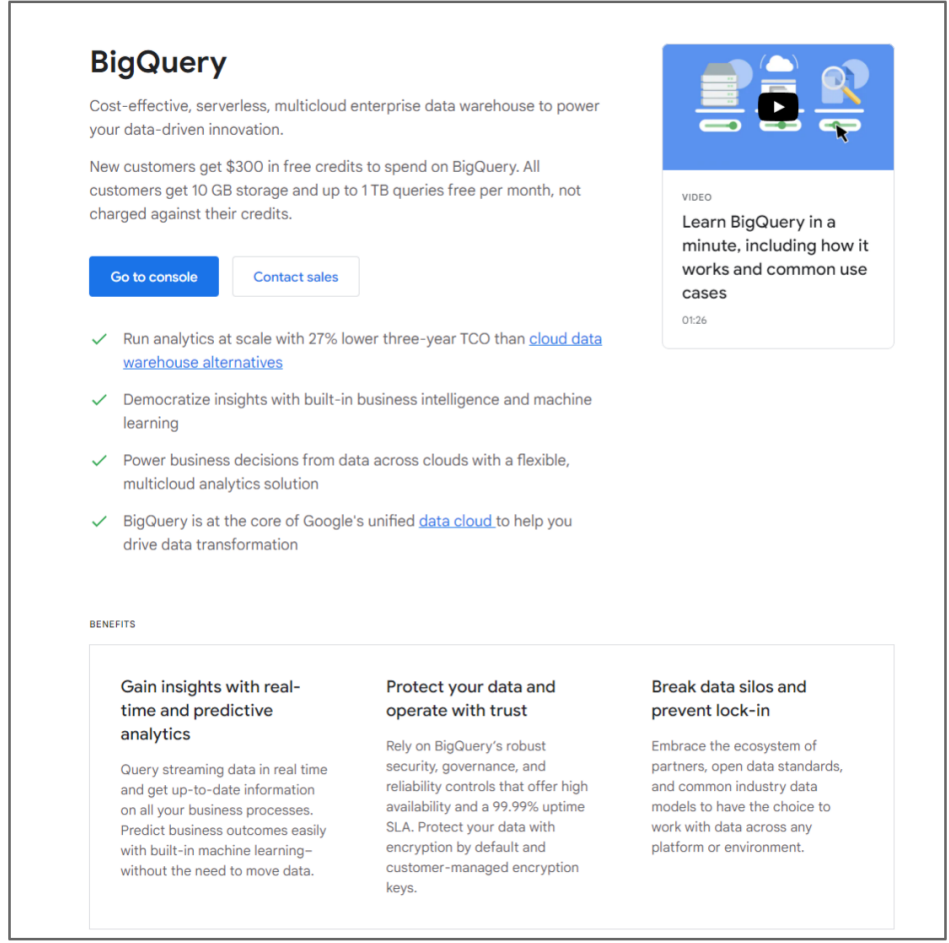 BigQuery
Cost-effective, serverless, multicloud enterprise data warehouse to power
your data-driven innovation.
New customers get $300 in free credits to spend on BigQuery. All
customers get 10 GB storage and up to 1 TB queries free per month, not
charged against their credits.
Go to console
Contact sales
Run analytics at scale with 27% lower three-year TCO than cloud data
warehouse alternatives
Democratize insights with built-in business intelligence and machine
learning
Power business decisions from data across clouds with a flexible,
multicloud analytics solution
BigQuery is at the core of Google's unified data cloud to help you
drive data transformation
VIDEO
Learn BigQuery in a
minute, including how it
works and common use
cases
01:26
BENEFITS
Gain insights with real-
time and predictive
analytics
Query streaming data in real time
and get up-to-date information
on all your business processes.
Predict business outcomes easily
with built-in machine learning–
without the need to move data.
Protect your data and
operate with trust
Rely on BigQuery’s robust
security, governance, and
reliability controls that offer high
availability and a 99.99% uptime
SLA. Protect your data with
encryption by default and
customer-managed encryption
keys.
Break data silos and
prevent lock-in
Embrace the ecosystem of
partners, open data standards,
and common industry data
models to have the choice to
work with data across any
platform or environment.